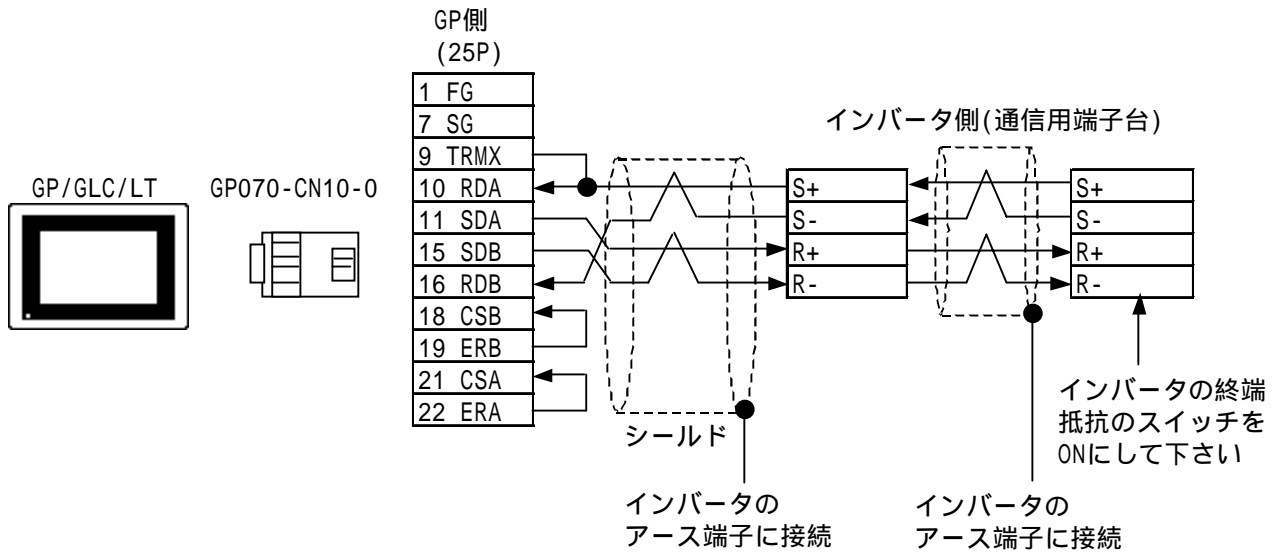 GP側
(25P)
1 FG
7 SG
9 TRMX
10 RDA
11 SDA
15 SDB
16 RDB
18 CSB
19 ERB
21 CSA
22 ERA
GP/GLC/LT
GP070-CN10-0
シールド
インバータ側(通信用端子台)
S+
S-
R+
R-
S+
S-
R+
R-
インバータの
アース端子に接続
インバータの
アース端子に接続
インバータの終端
抵抗のスイッチを
ONにして下さい